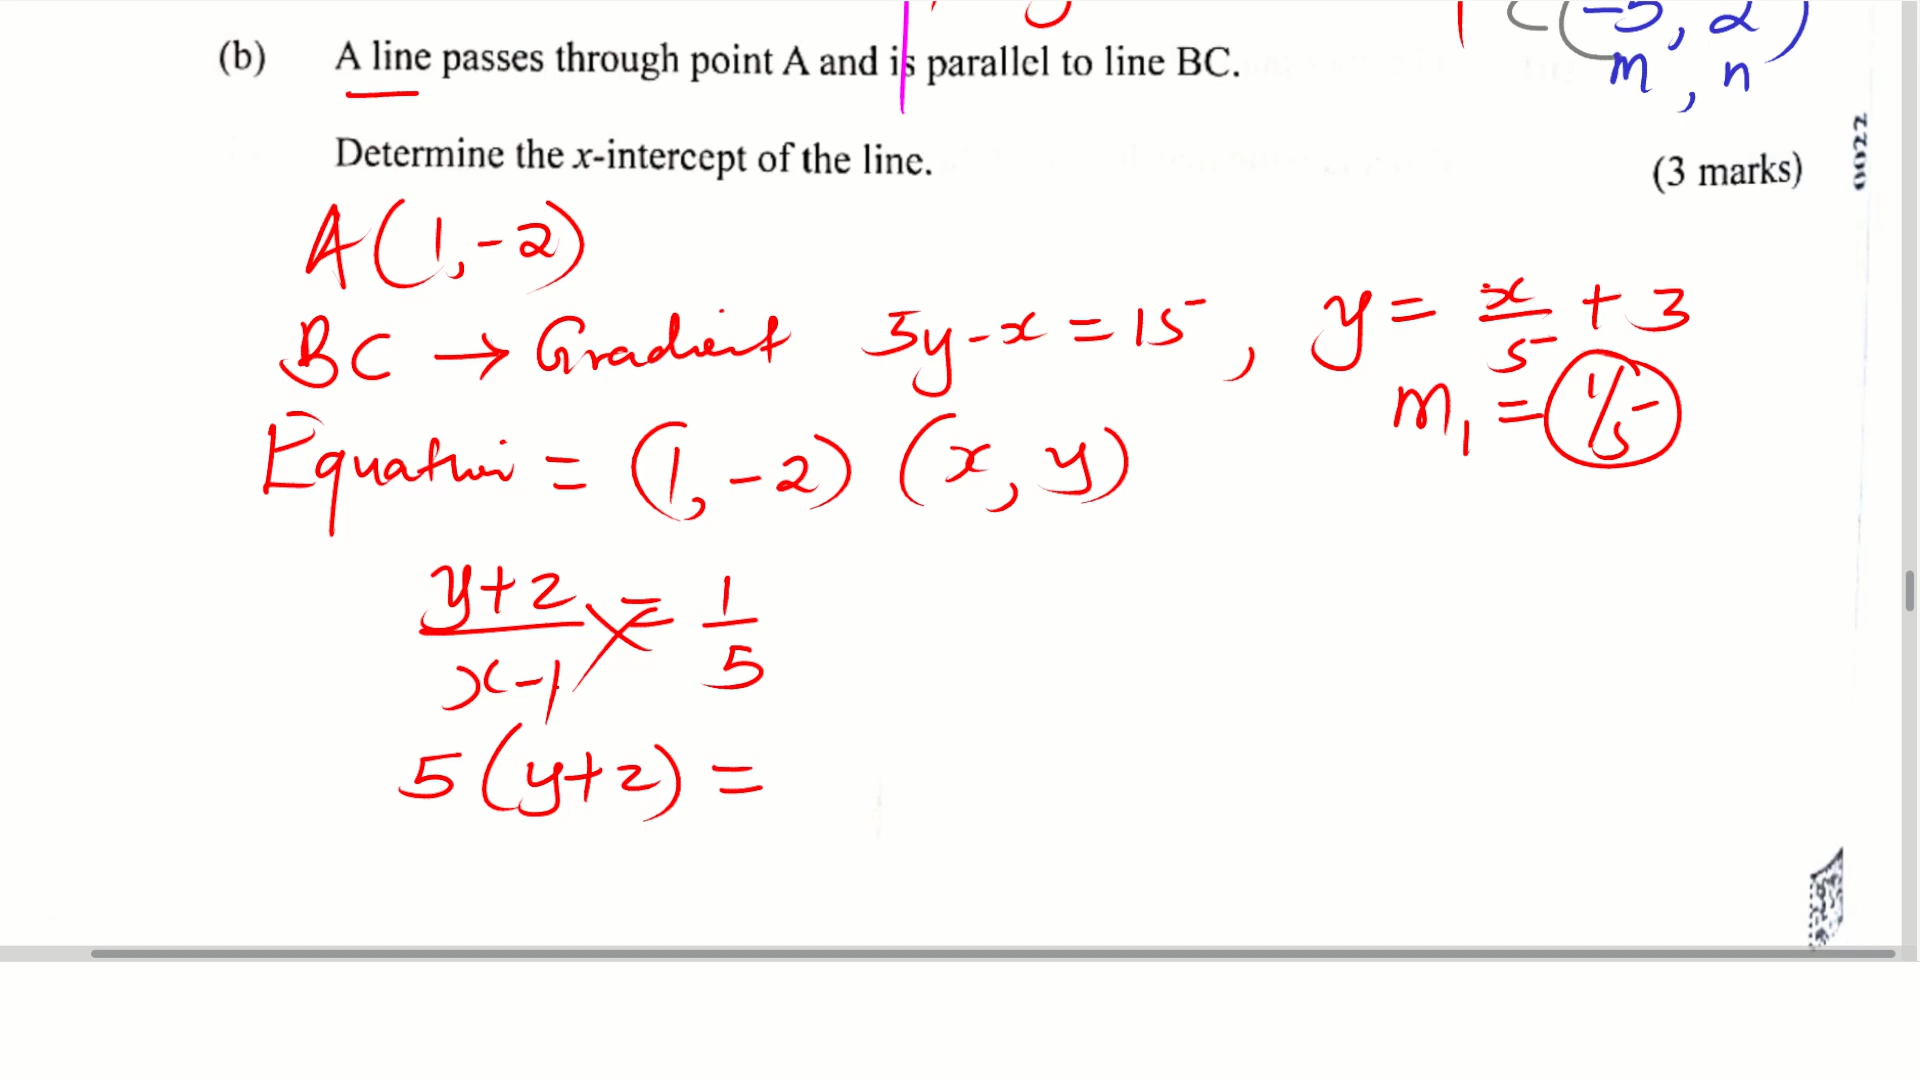 C(-5, 2)
m, n
(b) A line passes through point A and is parallel to line BC.
Determine the x-intercept of the line.
(3 marks)
0022
A(1, -2)
BC → Gradient 5y - x = 15, y = x/5 + 3
m₁ = 1/5
Equation = (1, -2) (x, y)
y+2/x-1 = 1/5
5(y+2) =